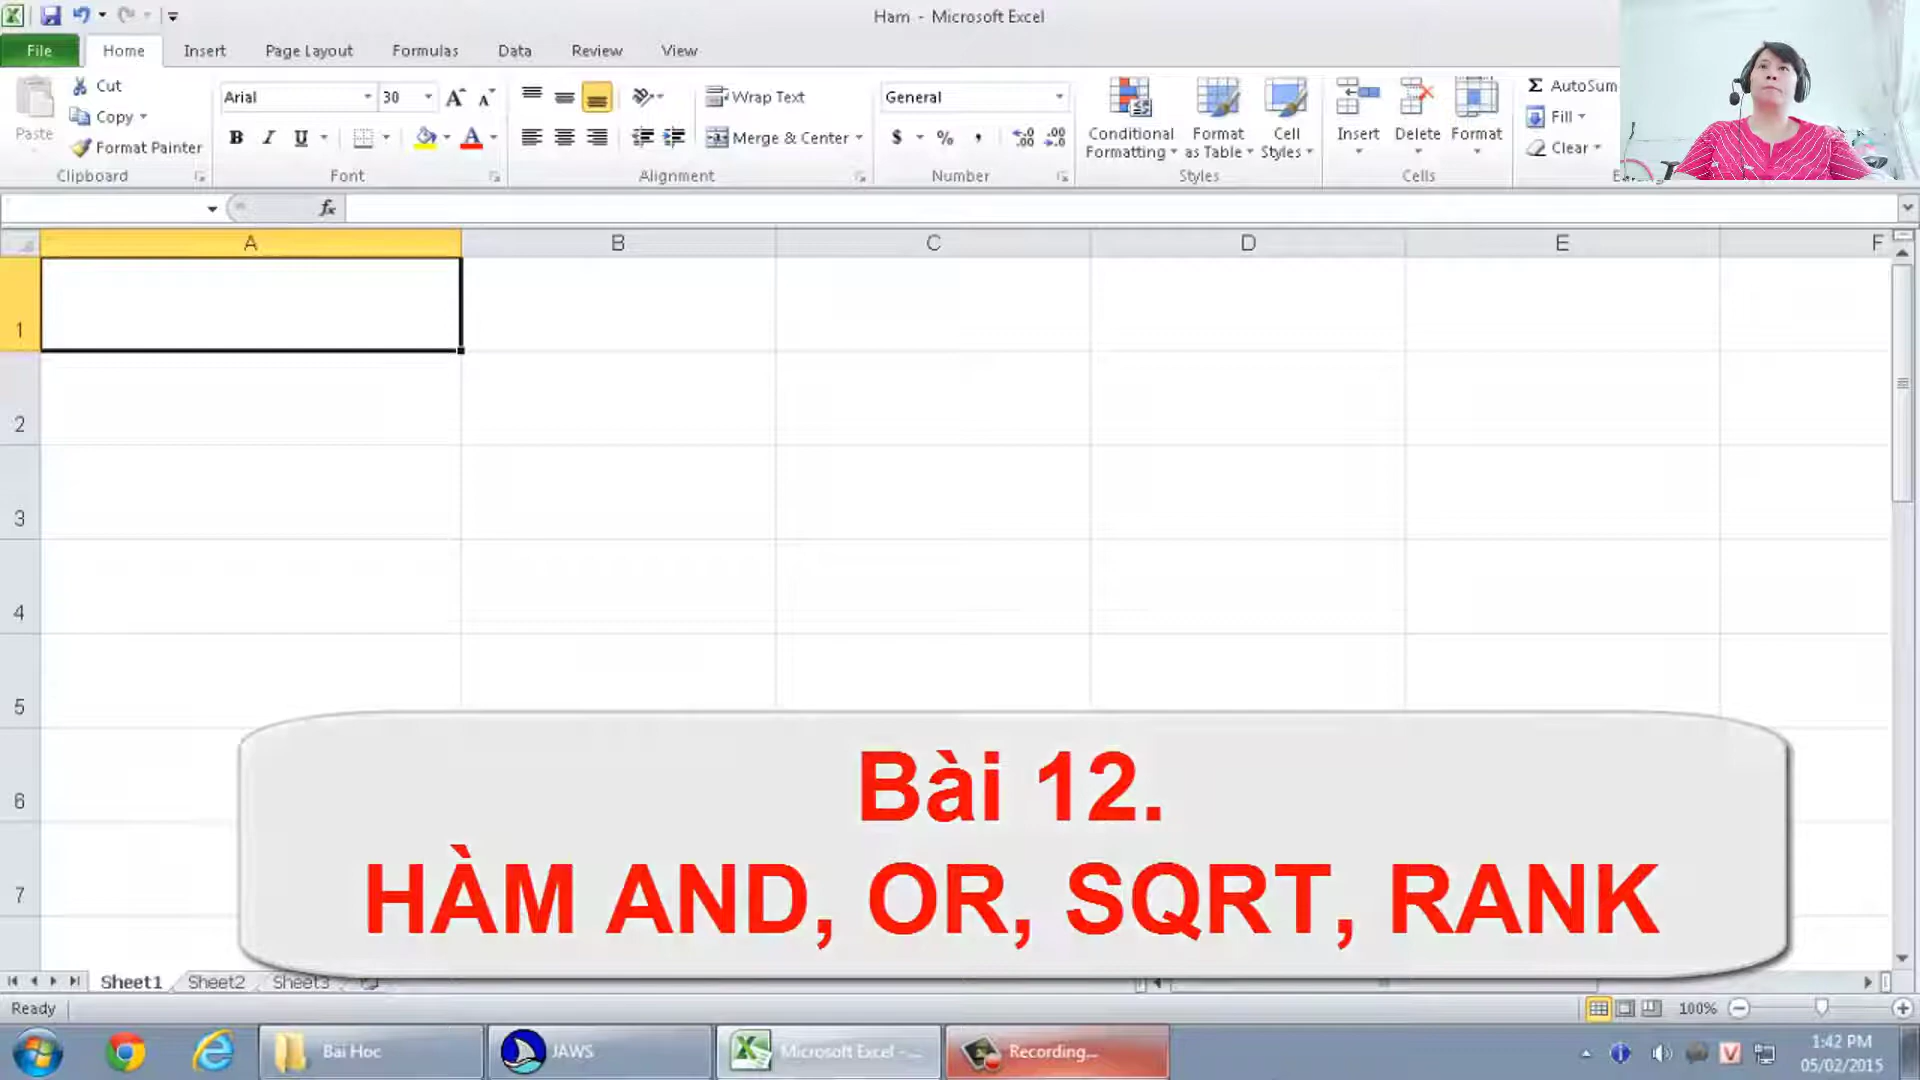 Ham - Microsoft Excel
File Home Insert Page Layout Formulas Data Review View
Paste Cut Copy Format Painter
Arial 30
B I U A
Wrap Text
Merge & Center
General
$ % ,
Conditional Formatting Format as Table Cell Styles
Insert Delete Format
Σ AutoSum
Fill
Clear
Clipboard Font Alignment Number Styles Cells
fx
A B C D E F
1
2
3
4
5
6
7
Bài 12.
HÀM AND, OR, SQRT, RANK
Sheet1 Sheet2 Sheet3
Ready 100%
Bài Học JAWS Microsoft Excel -... Recording...
1:42 PM
05/02/2015